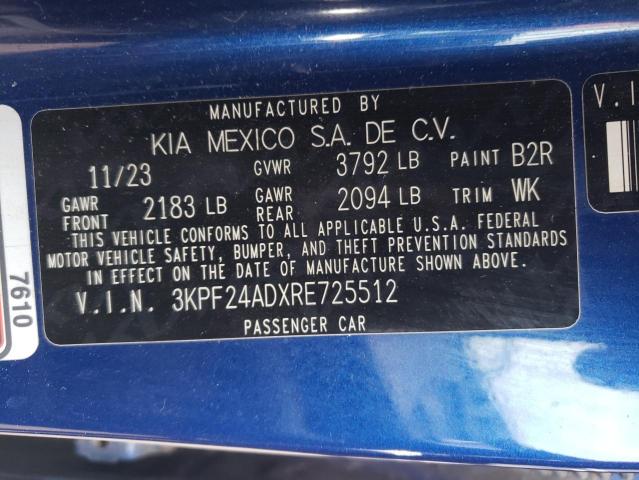 MANUFACTURED BY
KIA MEXICO S.A. DE C.V.
11/23 GVWR 3792 LB PAINT B2R
GAWR FRONT 2183 LB GAWR REAR 2094 LB TRIM WK
THIS VEHICLE CONFORMS TO ALL APPLICABLE U.S.A. FEDERAL
MOTOR VEHICLE SAFETY, BUMPER, AND THEFT PREVENTION STANDARDS
IN EFFECT ON THE DATE OF MANUFACTURE SHOWN ABOVE.
V.I.N. 3KPF24ADXRE725512
PASSENGER CAR
7610
V.I